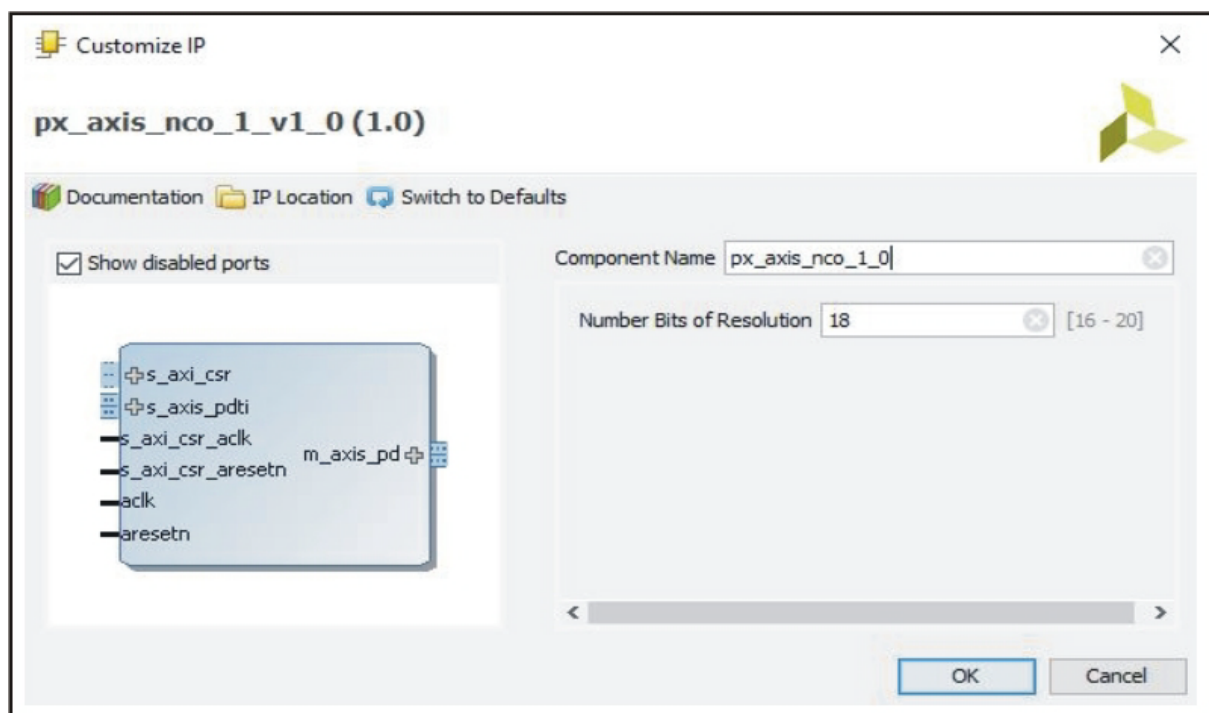 Customize IP
px_axis_nco_1_v1_0 (1.0)
Documentation IP Location Switch to Defaults
Show disabled ports
s_axi_csr
s_axis_pdti
s_axi_csr_aclk
s_axi_csr_aresetn
aclk
aresetn
m_axis_pd
Component Name px_axis_nco_1_0
Number Bits of Resolution 18 [16 - 20]
OK Cancel